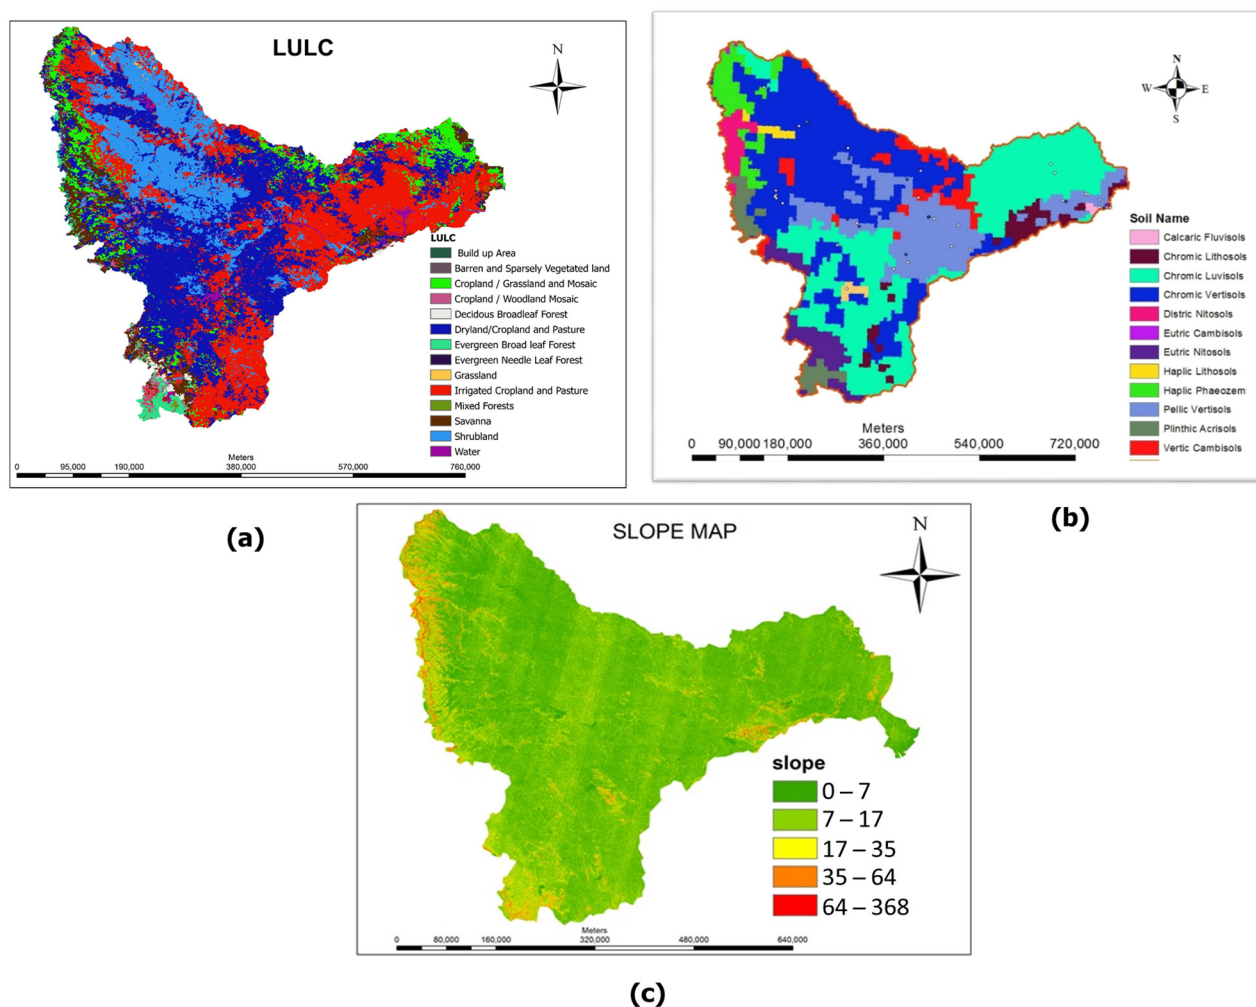 LULC
N
LULC
Build up Area
Barren and Sparsely Vegetated land
Cropland / Grassland and Mosaic
Cropland / Woodland Mosaic
Decidous Broadleaf Forest
Dryland/Cropland and Pasture
Evergreen Broad leaf Forest
Evergreen Needle Leaf Forest
Grassland
Irrigated Cropland and Pasture
Mixed Forests
Savanna
Shrubland
Water
Meters
0 95,000 190,000 380,000 570,000 760,000
(a)
N
W E
S
Soil Name
Calcaric Fluvisols
Chromic Lithosols
Chromic Luvisols
Chromic Vertisols
Distric Nitosols
Eutric Cambisols
Eutric Nitosols
Haplic Lithosols
Haplic Phaeozem
Pellic Vertisols
Plinthic Acrisols
Vertic Cambisols
Meters
0 90,000 180,000 360,000 540,000 720,000
(b)
SLOPE MAP
N
slope
0 – 7
7 – 17
17 – 35
35 – 64
64 – 368
Meters
0 80,000 160,000 320,000 480,000 640,000
(c)